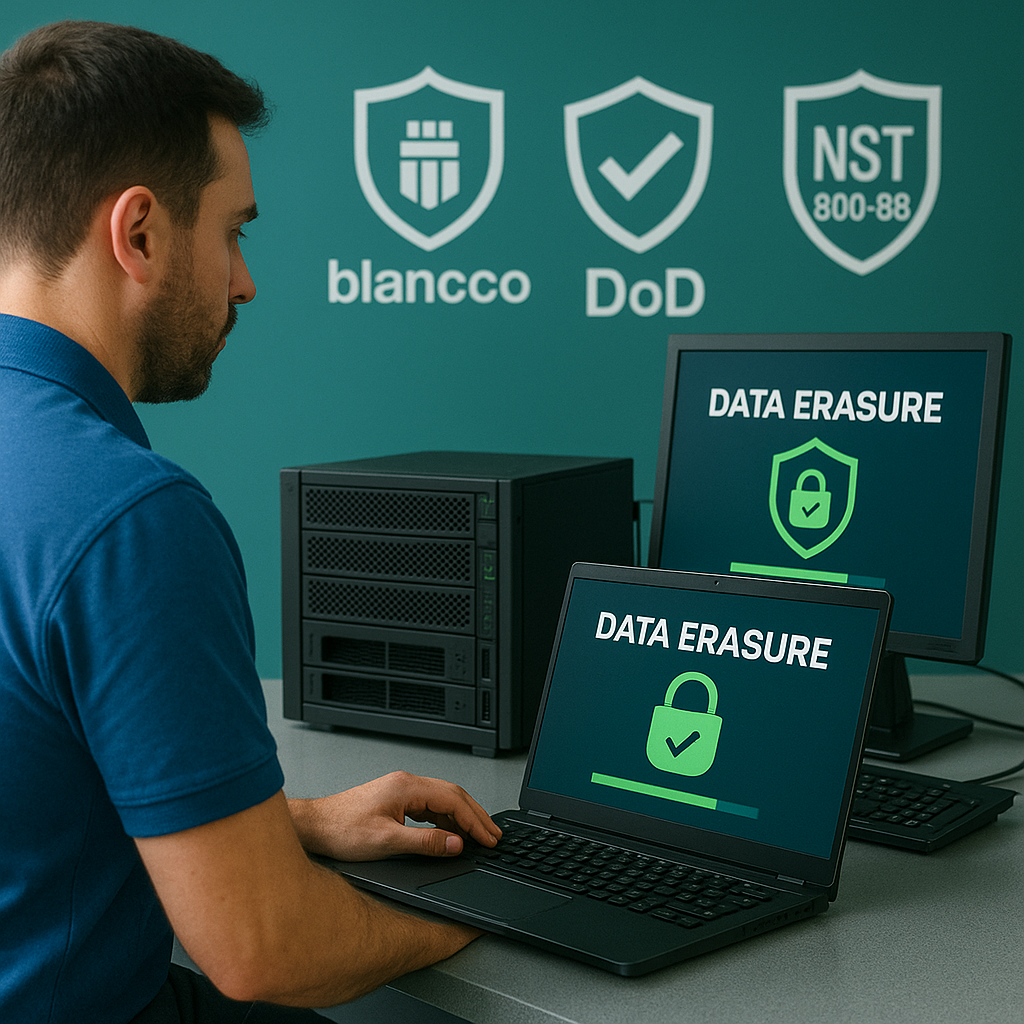 blancco
DoD
NST
800-88
DATA ERASURE
DATA ERASURE